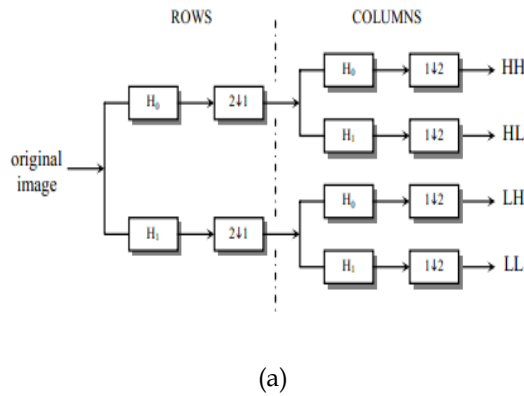 ROWS COLUMNS
H₀ 1↓2 HH
H₀ 2↓1
H₁ 1↓2 HL
original
image
H₀ 1↓2 LH
H₁ 2↓1
H₁ 1↓2 LL
(a)